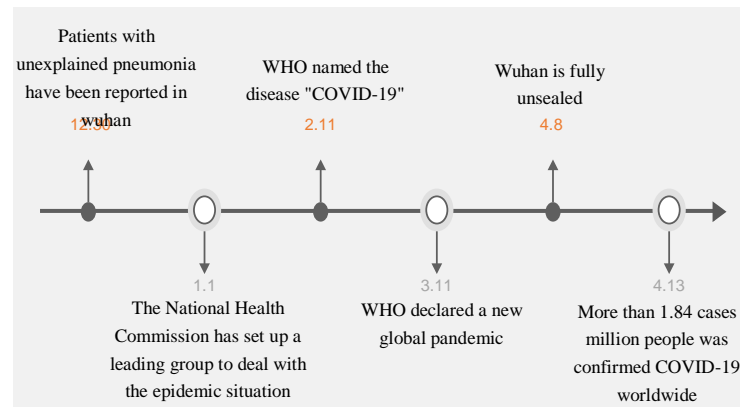 Patients with
unexplained pneumonia
have been reported in
wuhan
12.30
WHO named the
disease "COVID-19"
2.11
Wuhan is fully
unsealed
4.8
1.1
The National Health
Commission has set up a
leading group to deal with
the epidemic situation
3.11
WHO declared a new
global pandemic
4.13
More than 1.84 cases
million people was
confirmed COVID-19
worldwide